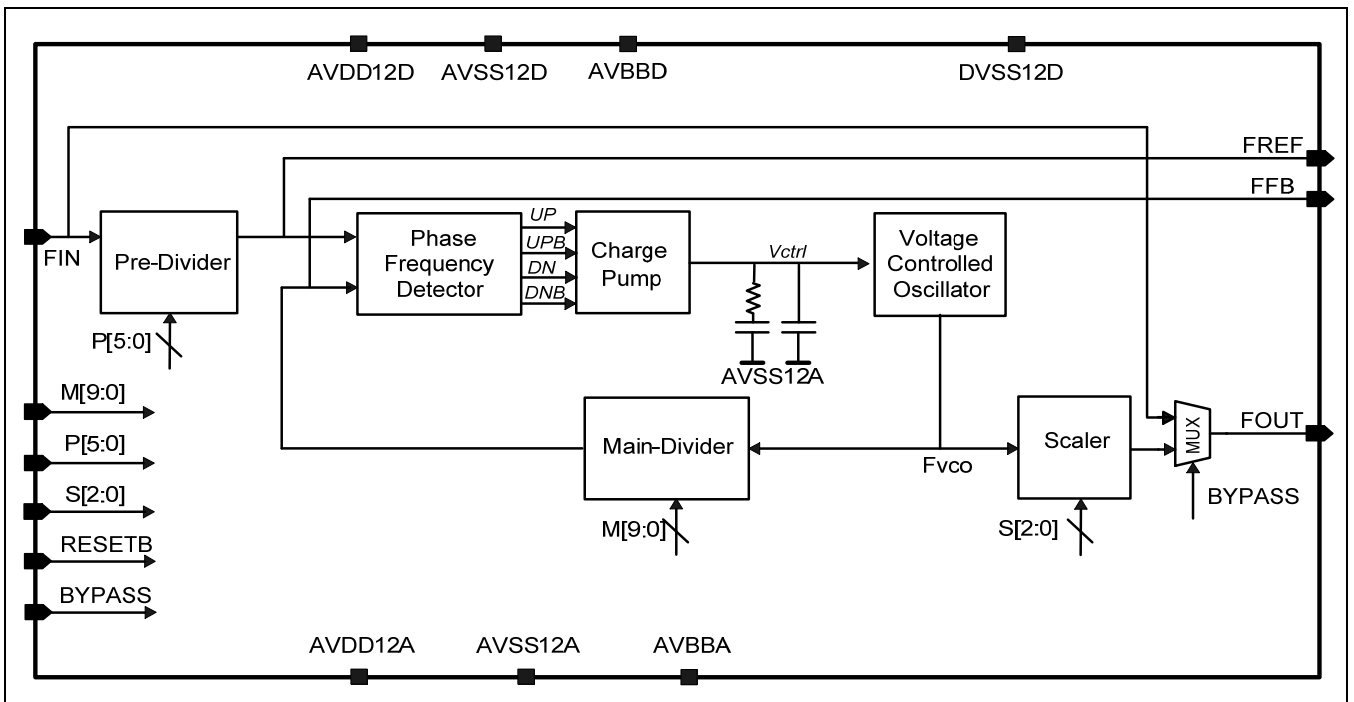 AVDD12D
AVSS12D
AVBBD
DVSS12D
FREF
FFB
FIN
Pre-Divider
P[5:0]
Phase
Frequency
Detector
UP
UPB
DN
DNB
Charge
Pump
Vctrl
AVSS12A
Voltage
Controlled
Oscillator
M[9:0]
P[5:0]
S[2:0]
RESETB
BYPASS
Main-Divider
M[9:0]
Fvco
Scaler
S[2:0]
MUX
FOUT
BYPASS
AVDD12A
AVSS12A
AVBBA